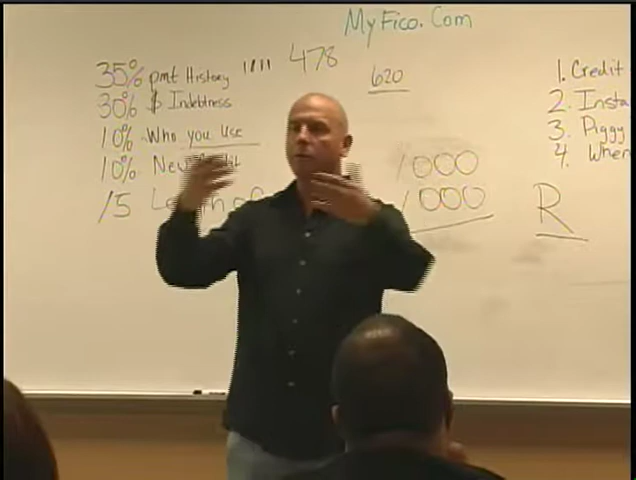 MyFico.Com
35% pmt History
478
620
30% $ Indebtness
10% Who you Use
10% New
15
1000
1000
R
1. Credit
2. Insta
3. Piggy
4. When